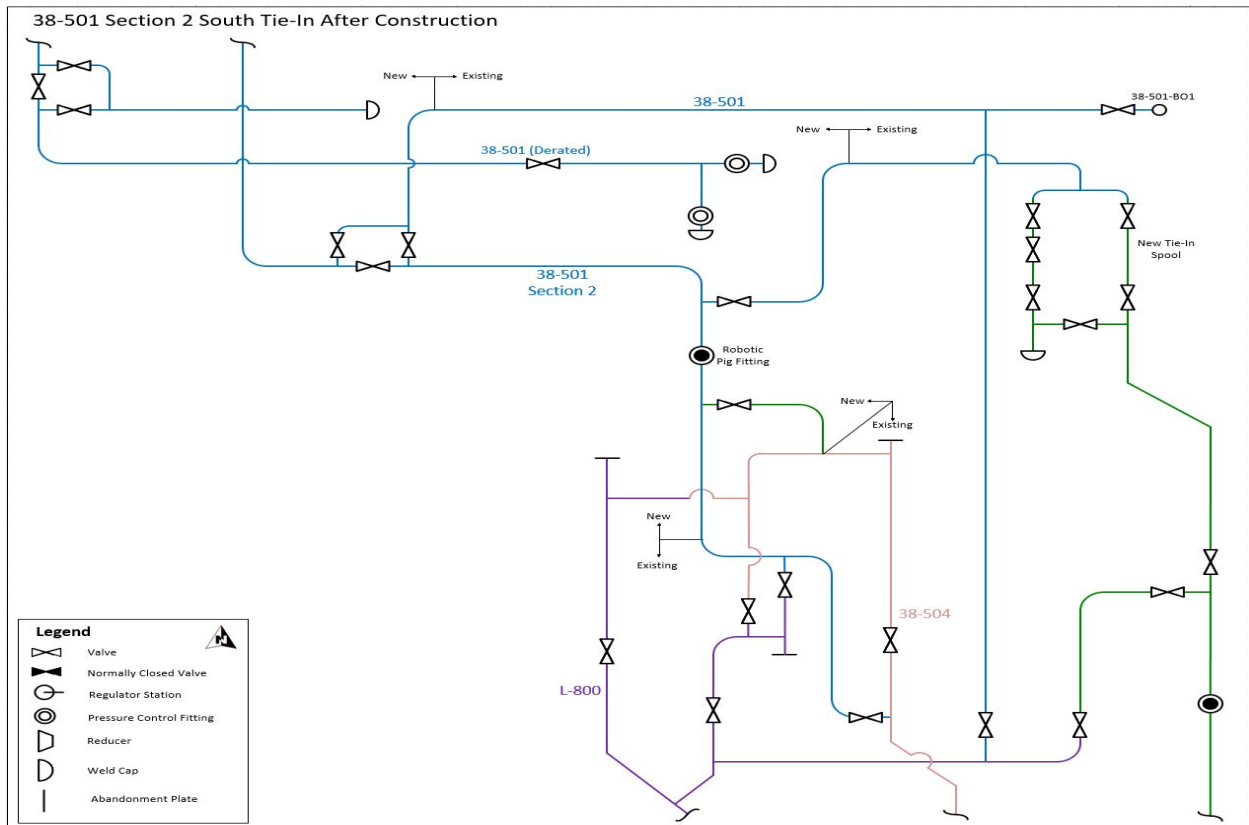 38-501 Section 2 South Tie-In After Construction
New
Existing
38-501
38-501-BO1
New
Existing
38-501 (Derated)
New Tie-In
Spool
38-501
Section 2
Robotic
Pig Fitting
New
Existing
New
Existing
38-504
L-800
Legend
N
Valve
Normally Closed Valve
Regulator Station
Pressure Control Fitting
Reducer
Weld Cap
Abandonment Plate